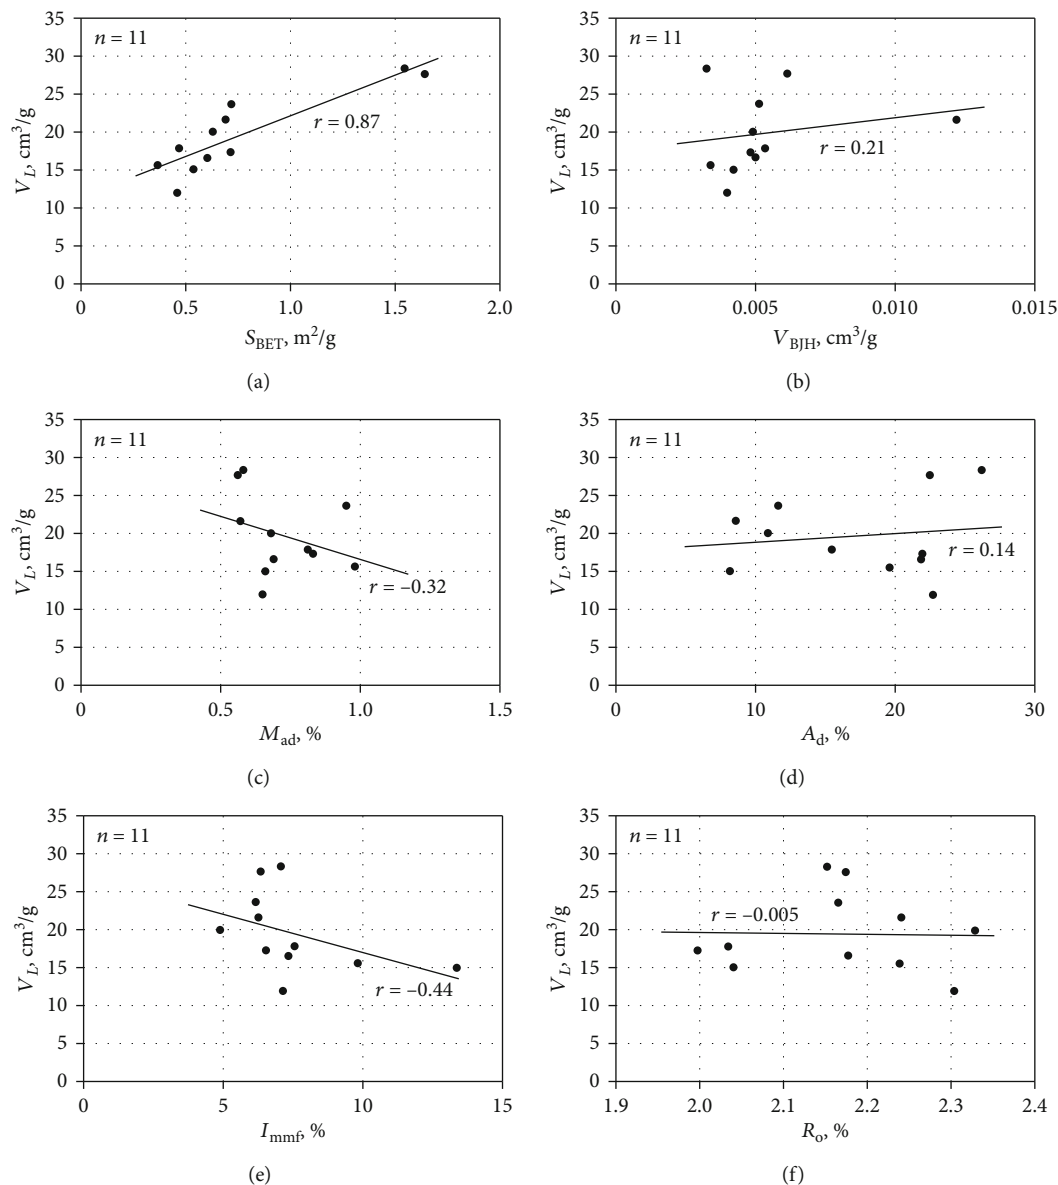 35
30
25
20
15
10
5
0
V_L, cm³/g
n = 11
r = 0.87
0
0.5
1.0
1.5
2.0
S_BET, m²/g
(a)
35
30
25
20
15
10
5
0
V_L, cm³/g
n = 11
r = 0.21
0
0.005
0.010
0.015
V_BJH, cm³/g
(b)
35
30
25
20
15
10
5
0
V_L, cm³/g
n = 11
r = –0.32
0
0.5
1.0
1.5
M_ad, %
(c)
35
30
25
20
15
10
5
0
V_L, cm³/g
n = 11
r = 0.14
0
10
20
30
A_d, %
(d)
35
30
25
20
15
10
5
0
V_L, cm³/g
n = 11
r = –0.44
0
5
10
15
I_mmf, %
(e)
35
30
25
20
15
10
5
0
V_L, cm³/g
n = 11
r = –0.005
1.9
2.0
2.1
2.2
2.3
2.4
R_o, %
(f)